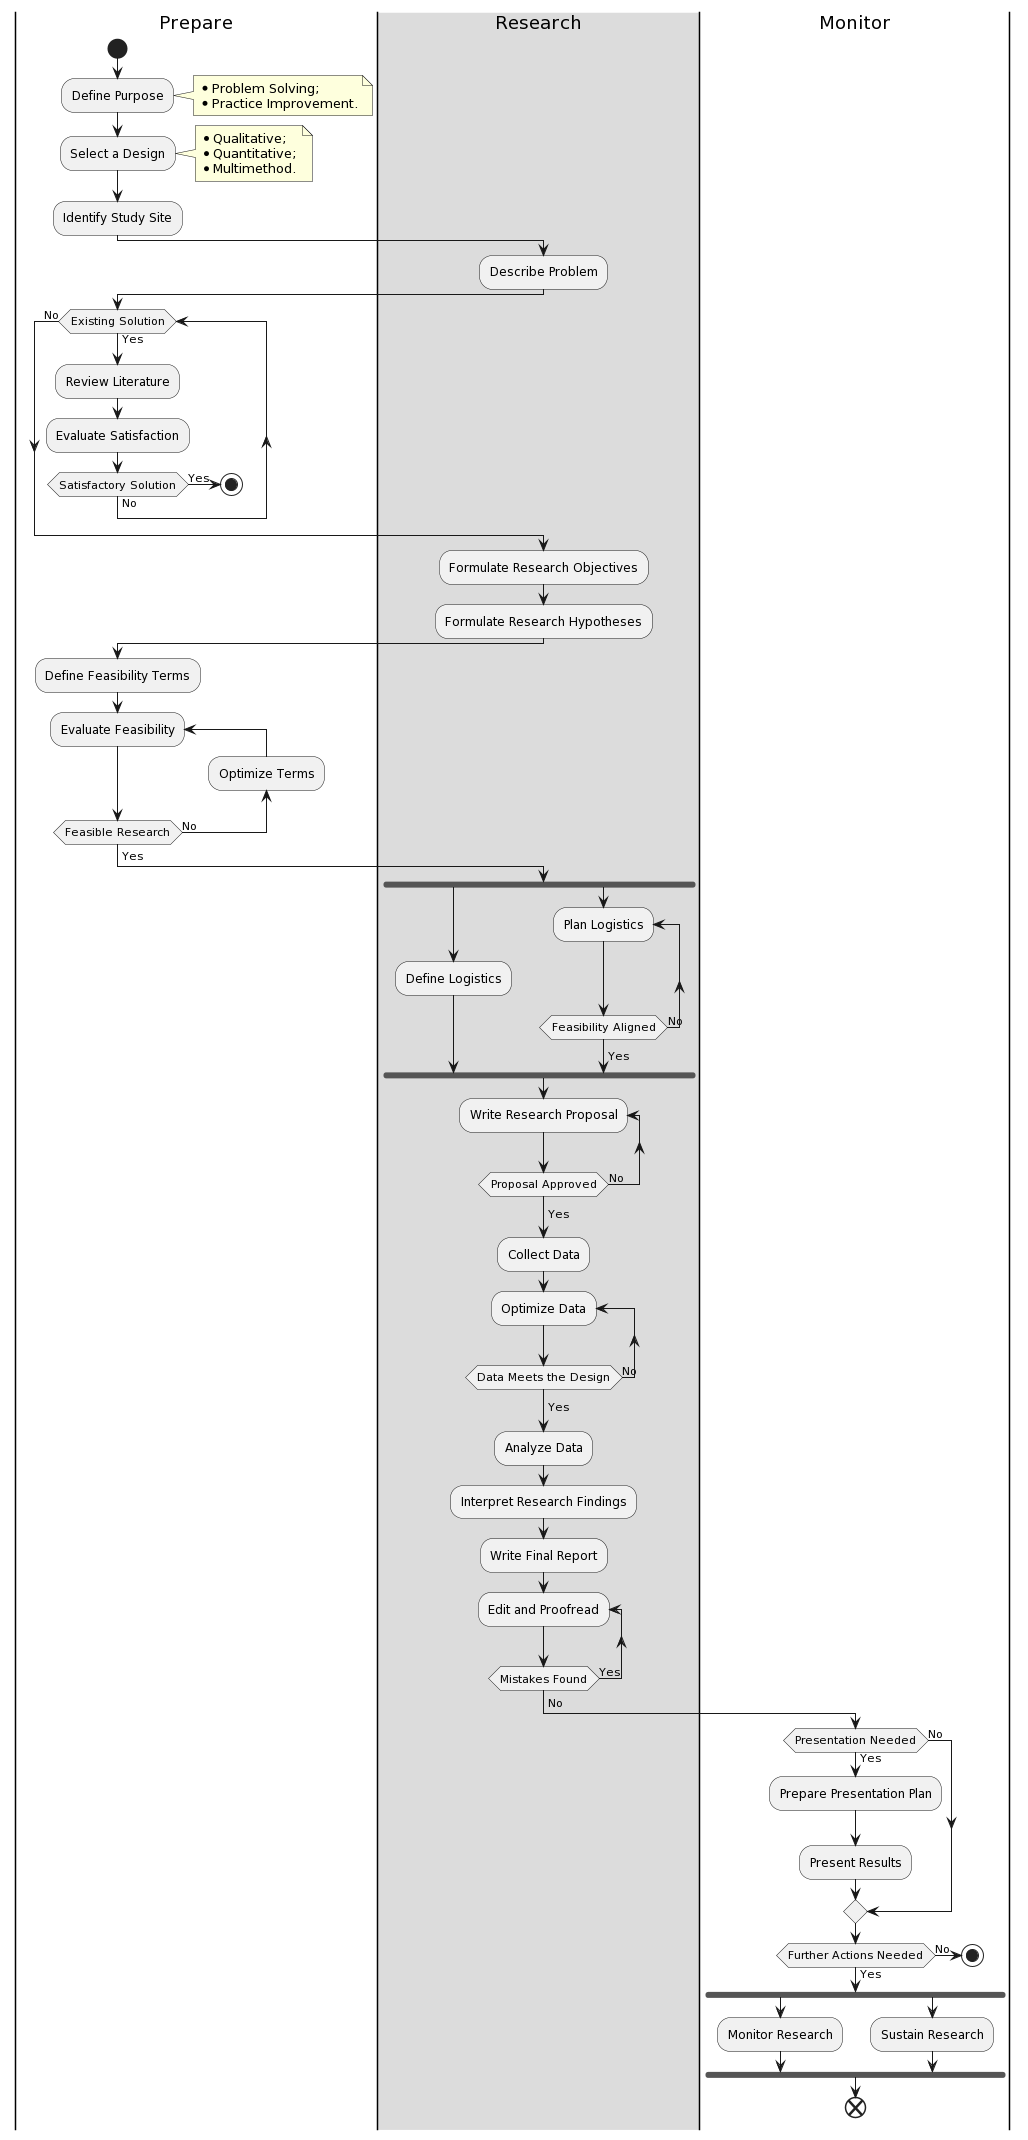 Prepare
Research
Monitor
Define Purpose
• Problem Solving;
• Practice Improvement.
Select a Design
• Qualitative;
• Quantitative;
• Multimethod.
Identify Study Site
Describe Problem
No
Existing Solution
Yes
Review Literature
Evaluate Satisfaction
Satisfactory Solution
Yes
No
Formulate Research Objectives
Formulate Research Hypotheses
Define Feasibility Terms
Evaluate Feasibility
Optimize Terms
Feasible Research
No
Yes
Plan Logistics
Define Logistics
Feasibility Aligned
No
Yes
Write Research Proposal
Proposal Approved
No
Yes
Collect Data
Optimize Data
Data Meets the Design
No
Yes
Analyze Data
Interpret Research Findings
Write Final Report
Edit and Proofread
Mistakes Found
Yes
No
Presentation Needed
No
Yes
Prepare Presentation Plan
Present Results
Further Actions Needed
No
Yes
Monitor Research
Sustain Research